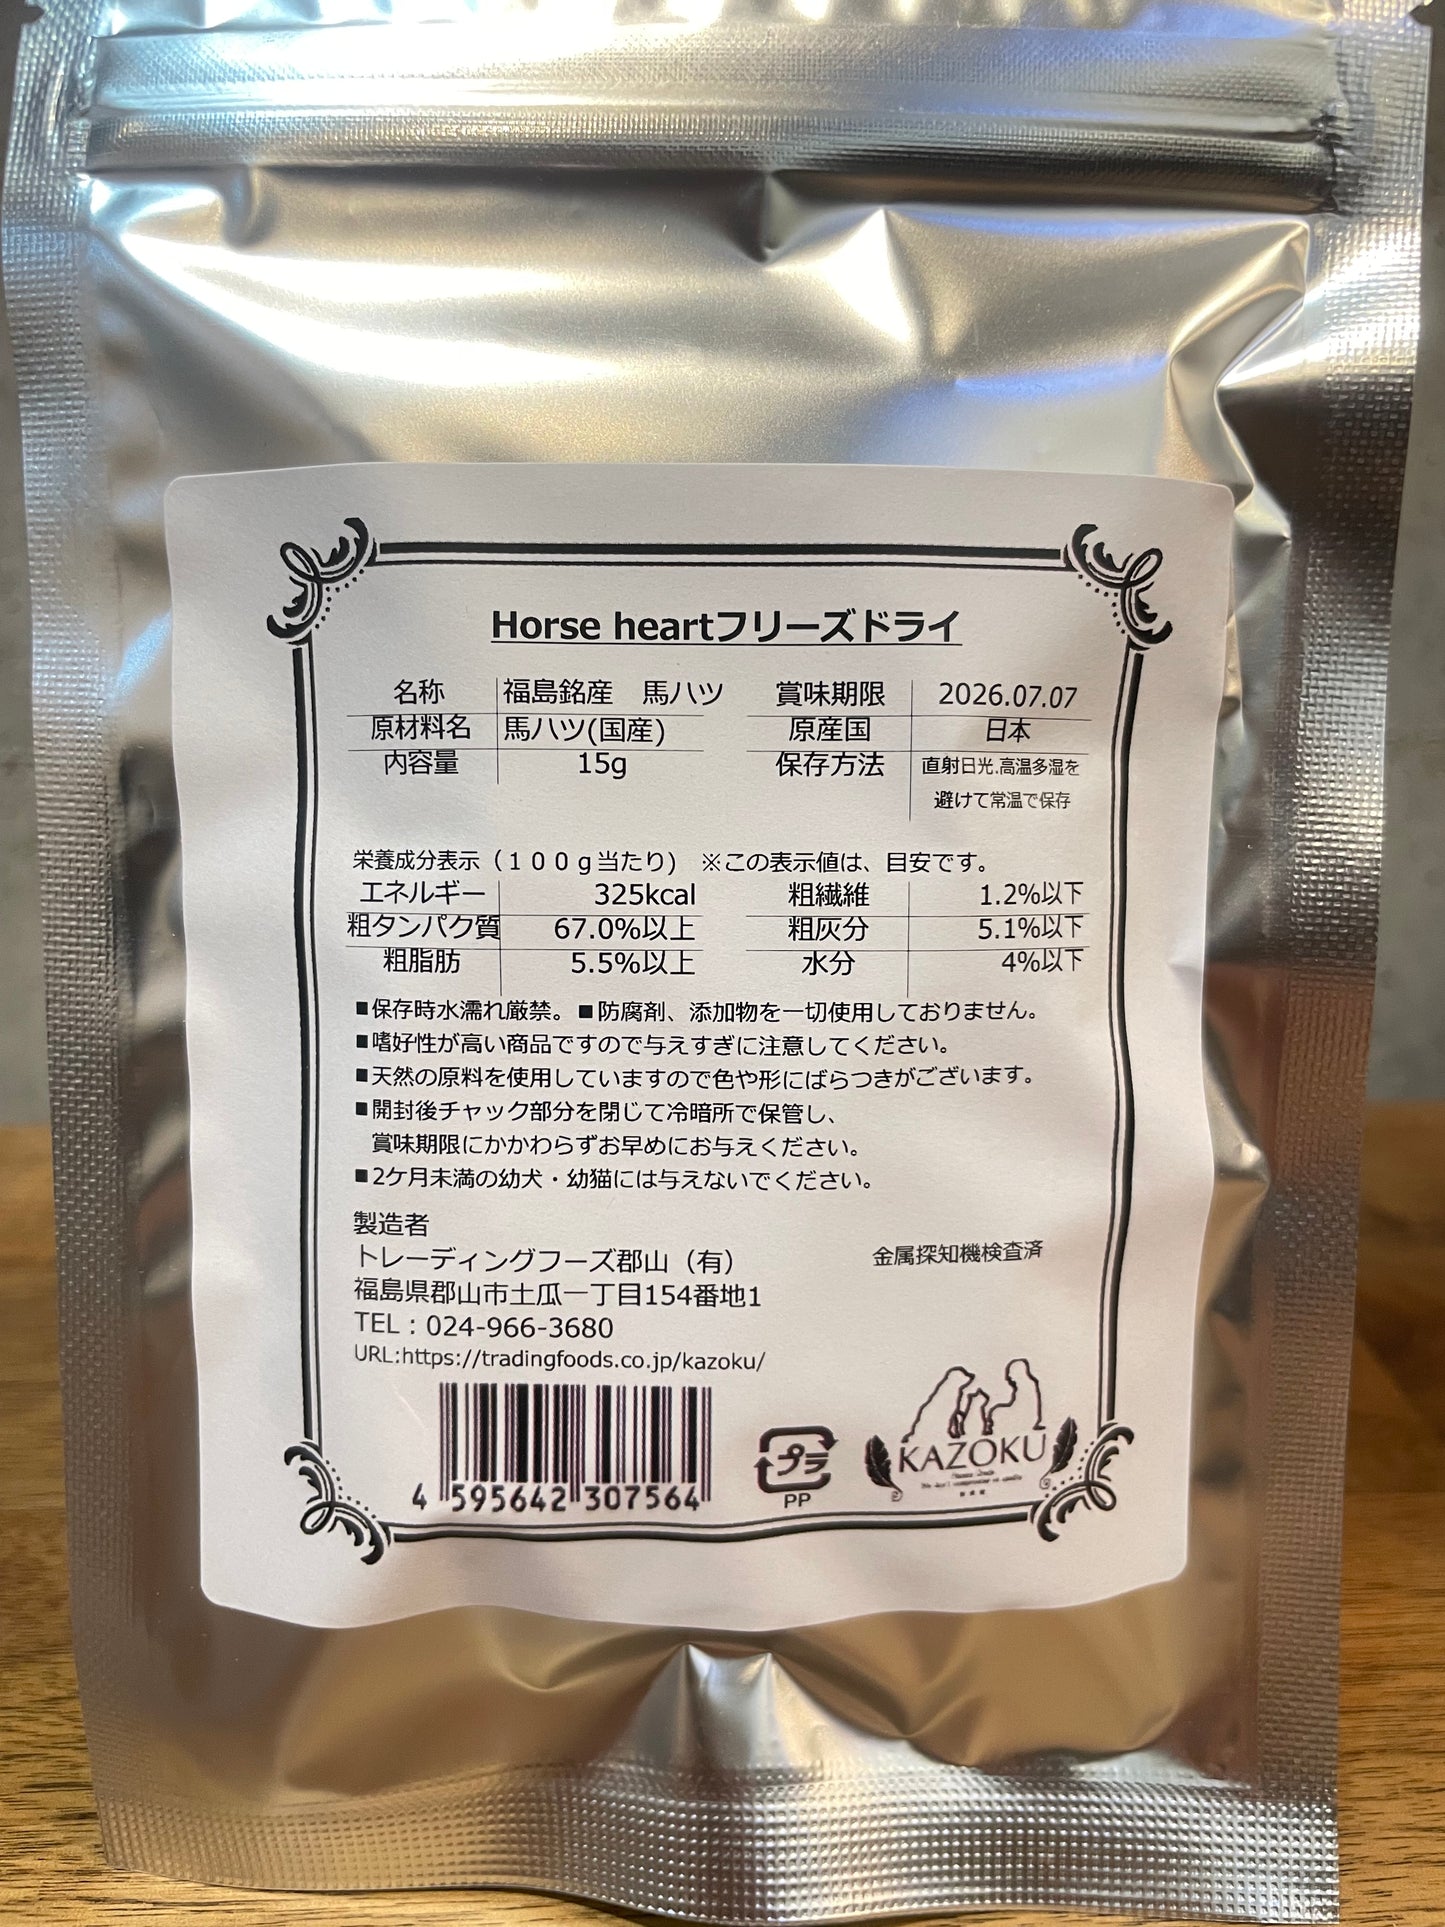 Horse heartフリーズドライ
名称 福島銘産 馬ハツ 賞味期限 2026.07.07
原材料名 馬ハツ(国産) 原産国 日本
内容量 15g 保存方法 直射日光,高温多湿を
避けて常温で保存
栄養成分表示（１００ｇ当たり) ※この表示値は、目安です。
エネルギー 325kcal 粗繊維 1.2%以下
粗タンパク質 67.0%以上 粗灰分 5.1%以下
粗脂肪 5.5%以上 水分 4%以下
■保存時水濡れ厳禁。■防腐剤、添加物を一切使用しておりません。
■嗜好性が高い商品ですので与えすぎに注意してください。
■天然の原料を使用していますので色や形にばらつきがございます。
■開封後チャック部分を閉じて冷暗所で保管し、
賞味期限にかかわらずお早めにお与えください。
■2ケ月未満の幼犬・幼猫には与えないでください。
製造者
トレーディングフーズ郡山（有） 金属探知機検査済
福島県郡山市土瓜一丁目154番地1
TEL：024-966-3680
URL:https://tradingfoods.co.jp/kazoku/
4 595642 307564
プラ
PP
KAZOKU